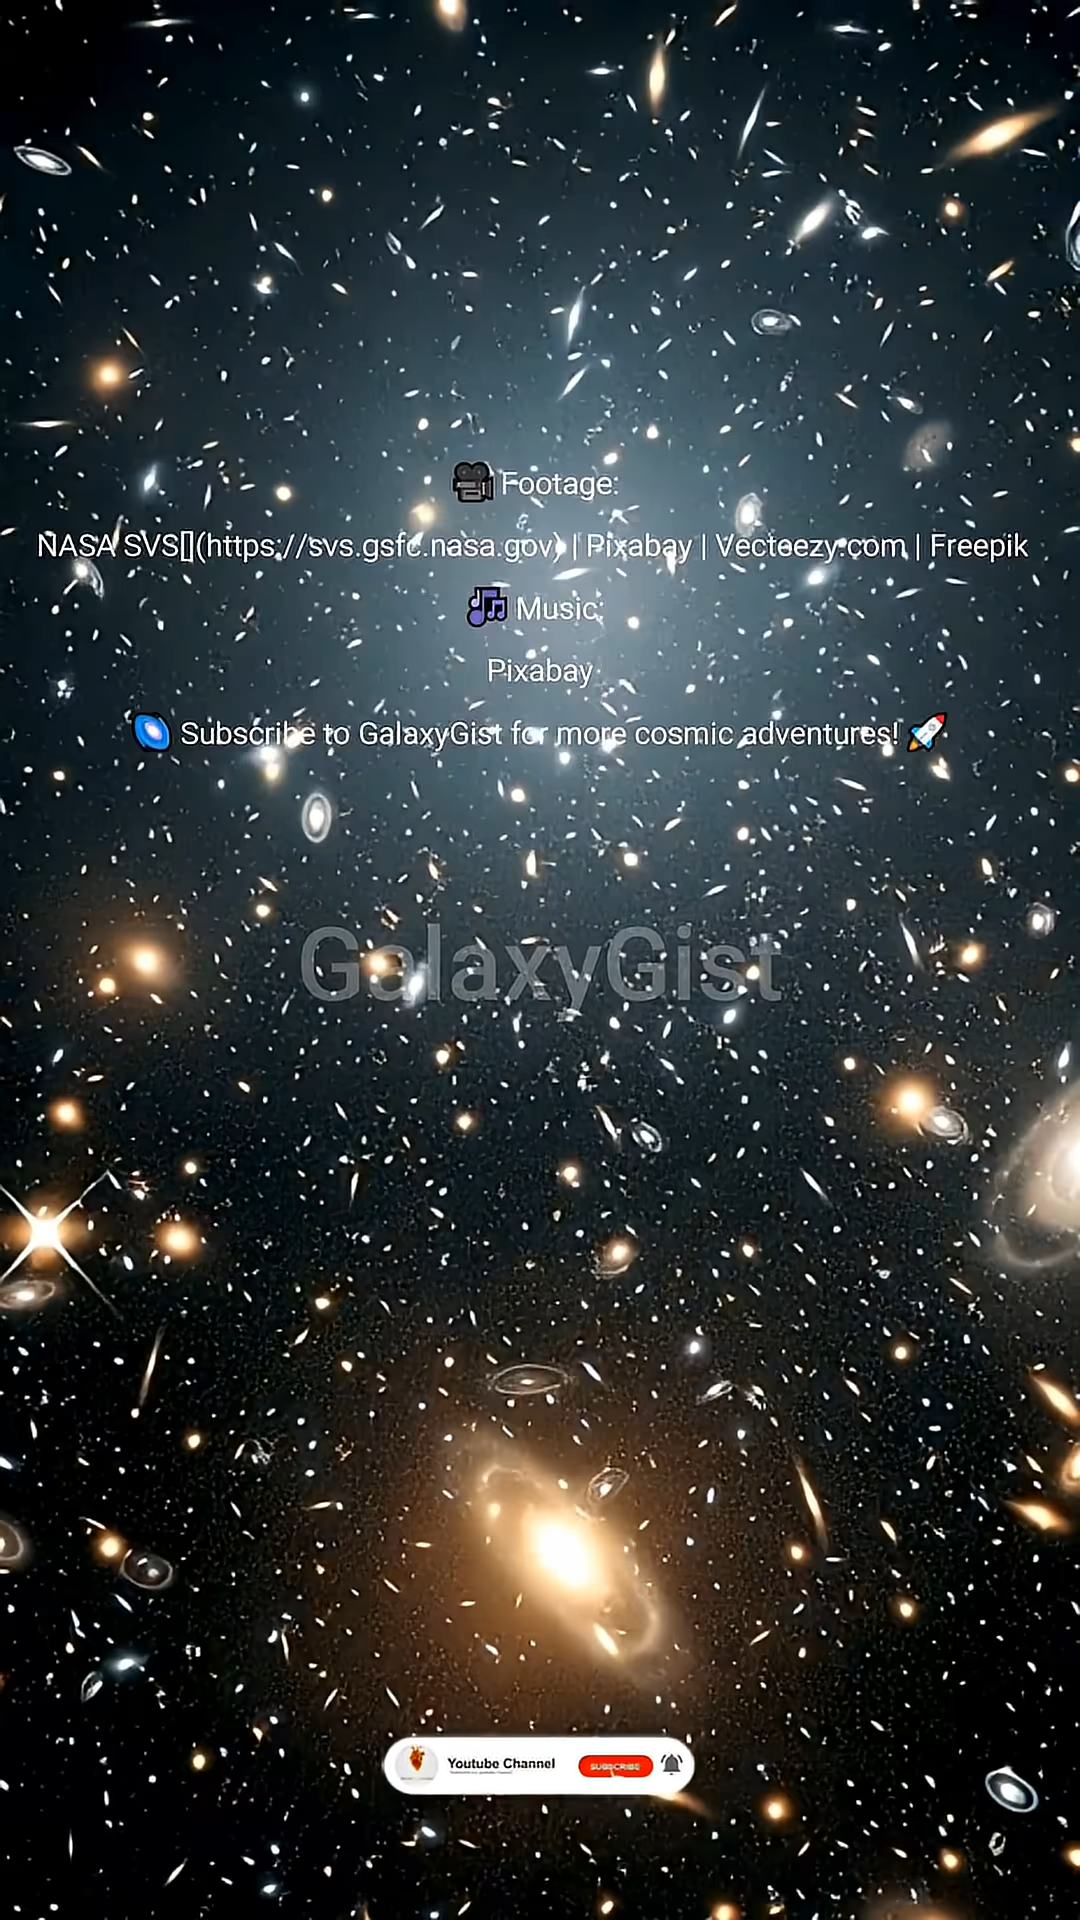 🎥 Footage:
NASA SVS[](https://svs.gsfc.nasa.gov) | Pixabay | Vecteezy.com | Freepik
🎶 Music:
Pixabay
🌌 Subscribe to GalaxyGist for more cosmic adventures! 🚀
GalaxyGist
Youtube Channel
SUBSCRIBE